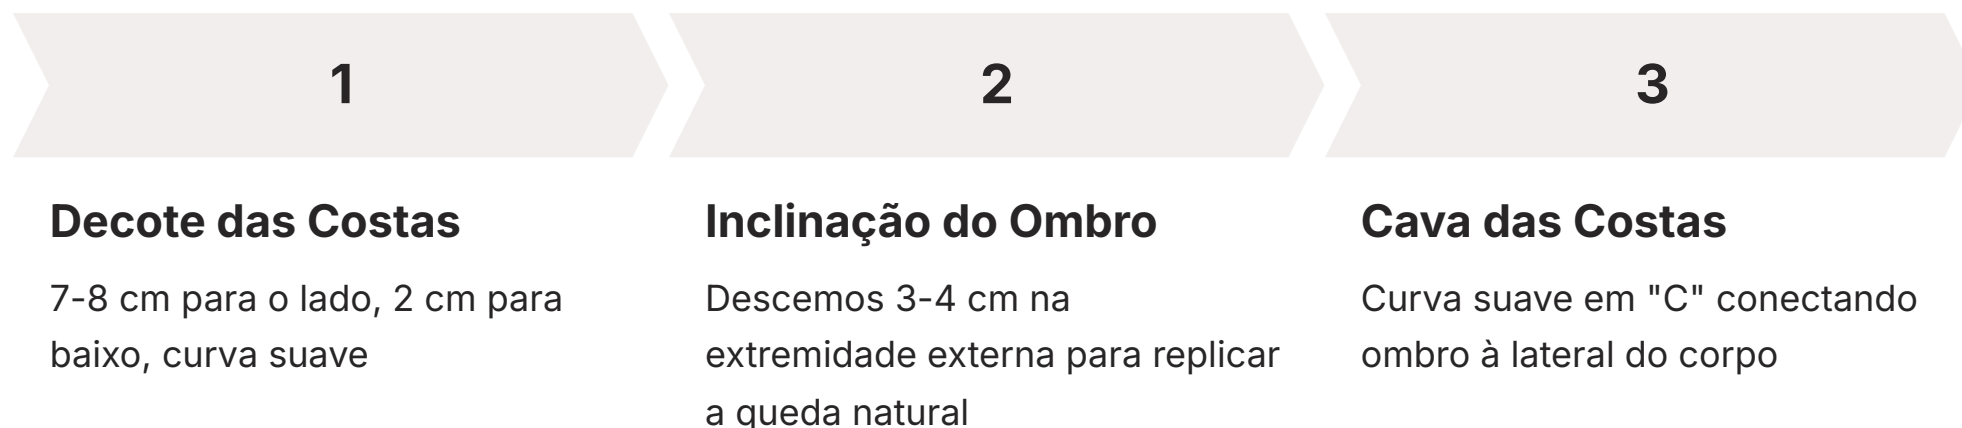 1
2
3
Decote das Costas
7-8 cm para o lado, 2 cm para
baixo, curva suave
Inclinação do Ombro
Descemos 3-4 cm na
extremidade externa para replicar
a queda natural
Cava das Costas
Curva suave em "C" conectando
ombro à lateral do corpo